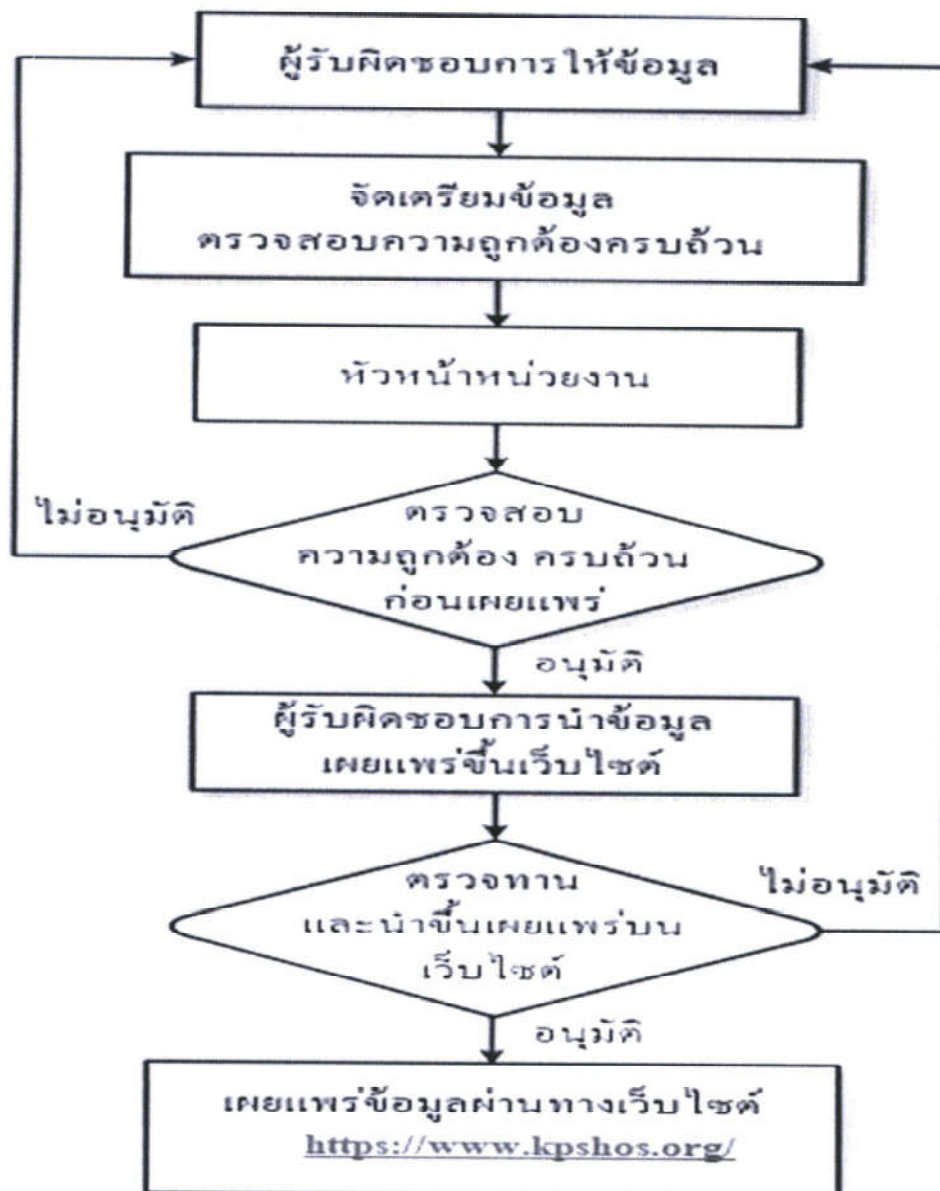 ผู้รับผิดชอบการให้ข้อมูล
จัดเตรียมข้อมูล
ตรวจสอบความถูกต้องครบถ้วน
หัวหน้าหน่วยงาน
ไม่อนุมัติ
ตรวจสอบ
ความถูกต้อง ครบถ้วน
ก่อนเผยแพร่
อนุมัติ
ผู้รับผิดชอบการนำข้อมูล
เผยแพร่ขึ้นเว็บไซต์
ตรวจทาน
และนำขึ้นเผยแพร่บน
เว็บไซต์
ไม่อนุมัติ
อนุมัติ
เผยแพร่ข้อมูลผ่านทางเว็บไซต์
https://www.kpshos.org/